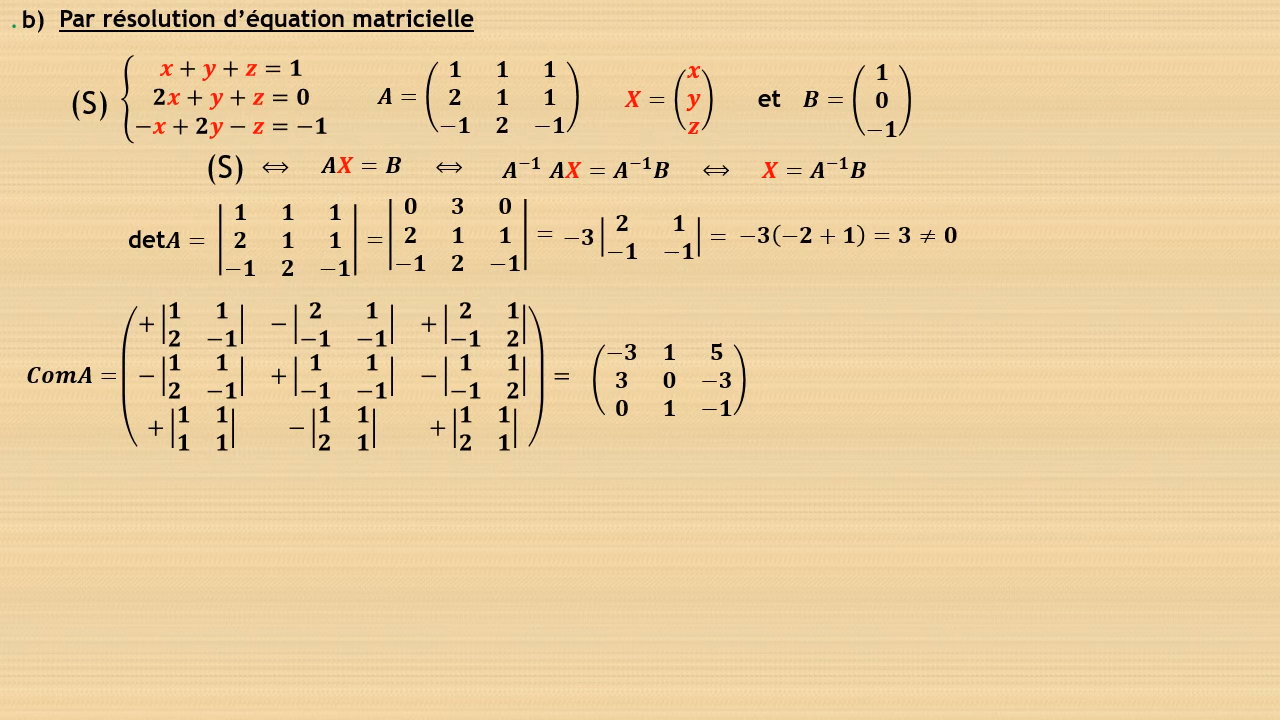 . b) Par résolution d'équation matricielle
(S) { x + y + z = 1
2x + y + z = 0
−x + 2y − z = −1
A = ( 1 1 1
2 1 1
−1 2 −1 )
X = ( x
y
z )
et B = ( 1
0
−1 )
(S) ⟺ AX = B ⟺ A⁻¹ AX = A⁻¹B ⟺ X = A⁻¹B
detA = | 1 1 1
2 1 1
−1 2 −1 |
= | 0 3 0
2 1 1
−1 2 −1 |
= −3 | 2 1
−1 −1 |
= −3(−2 + 1) = 3 ≠ 0
ComA = ( + | 1 1
2 −1 | − | 2 1
−1 −1 | + | 2 1
−1 2 |
− | 1 1
2 −1 | + | 1 1
−1 −1 | − | 1 1
−1 2 |
+ | 1 1
1 1 | − | 1 1
2 1 | + | 1 1
2 1 | )
= ( −3 1 5
3 0 −3
0 1 −1 )